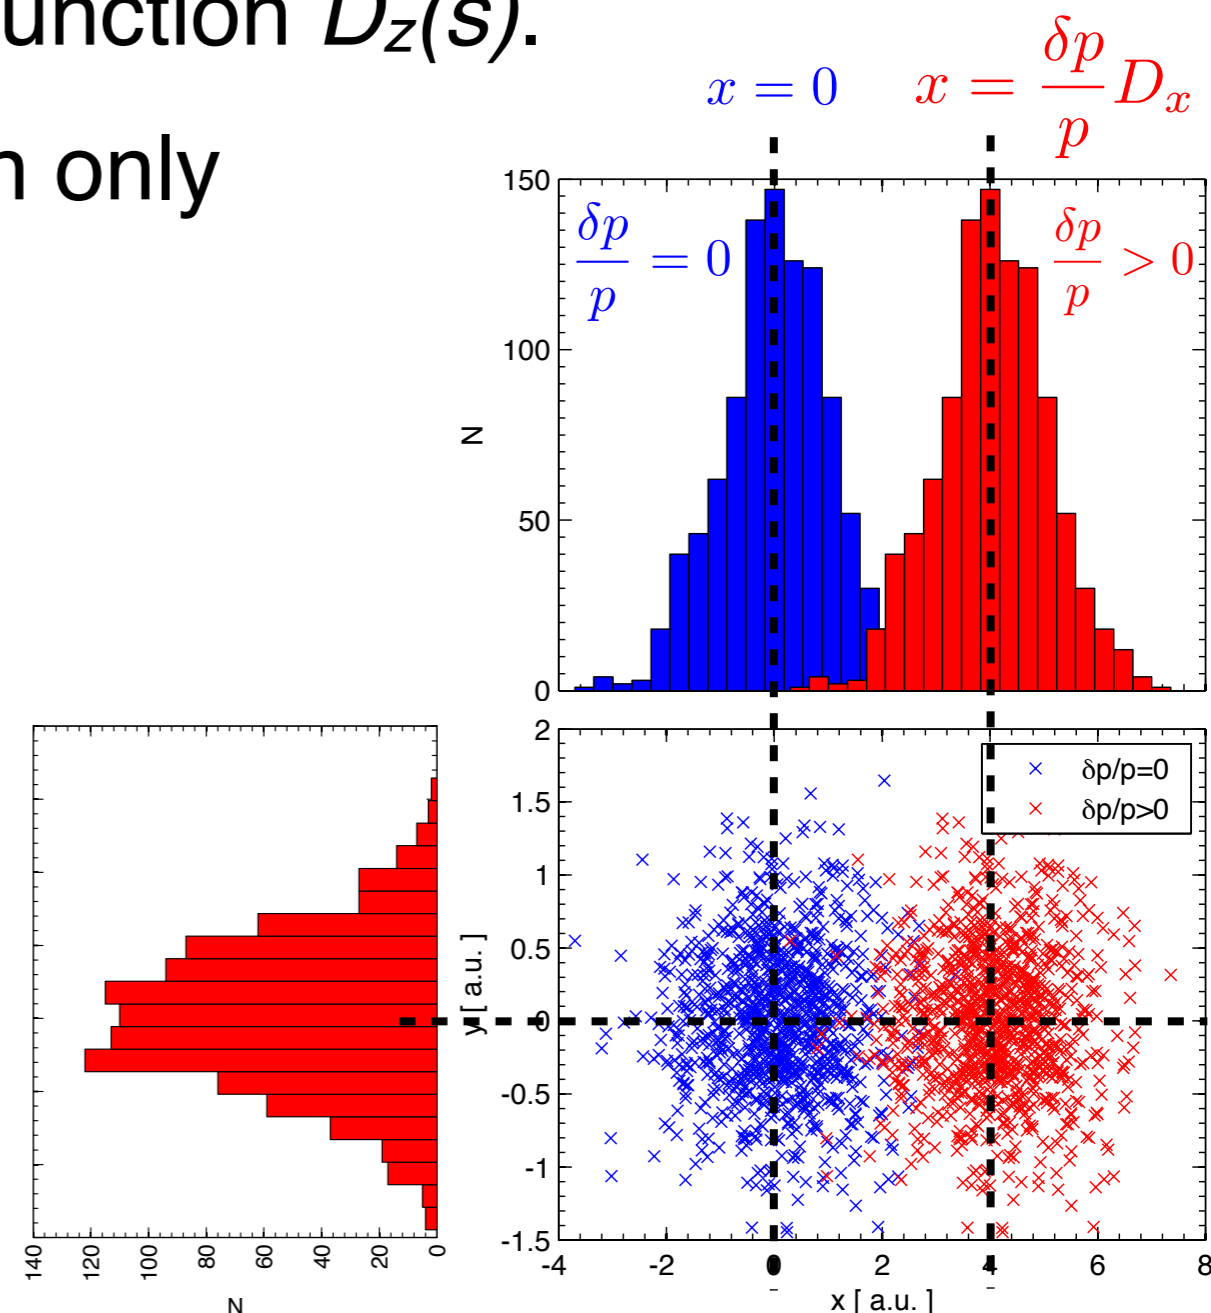 unction Dz(s).
n only
x = 0
x = δp/p Dx
δp/p = 0
δp/p > 0
150
100
50
0
N
2
1.5
1
0.5
0
-0.5
-1
-1.5
y [ a.u. ]
δp/p=0
δp/p>0
-4 -2 0 2 4 6 8
x [ a.u. ]
140 120 100 80 60 40 20 0
N